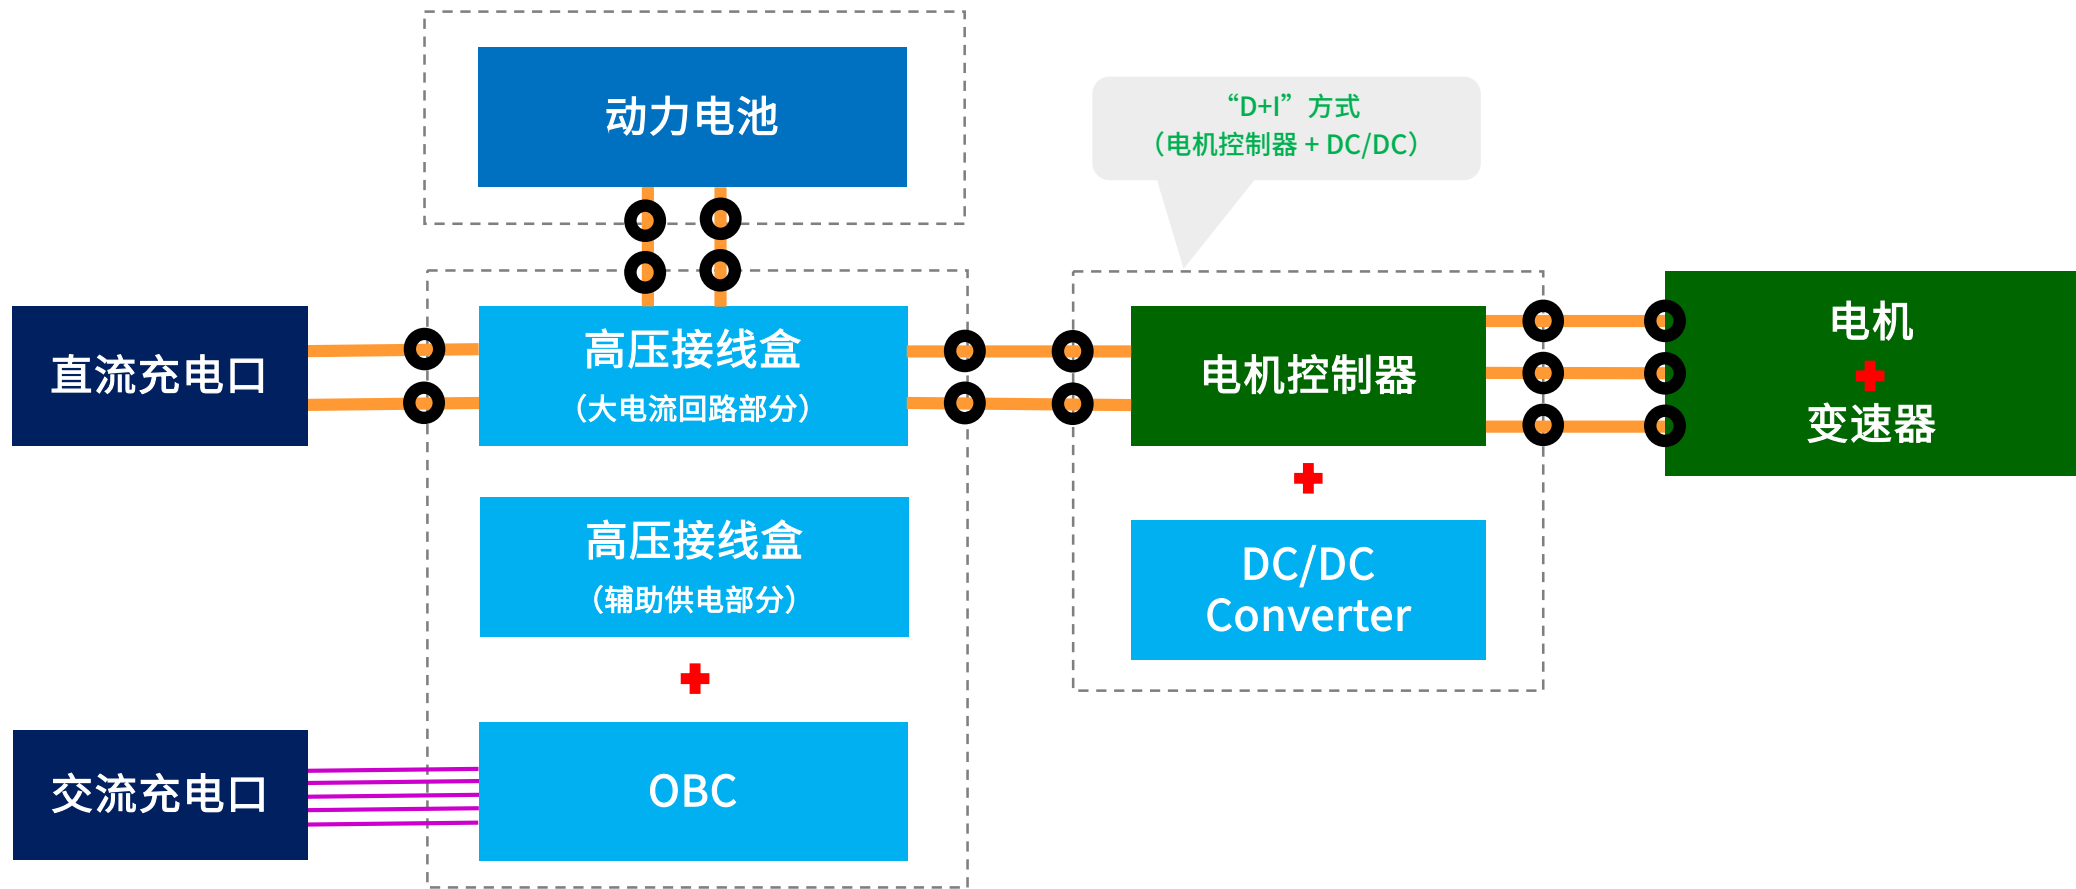 动力电池
“D+I”方式
（电机控制器 + DC/DC）
直流充电口
高压接线盒
（大电流回路部分）
电机控制器
电机
变速器
高压接线盒
（辅助供电部分）
DC/DC
Converter
交流充电口
OBC